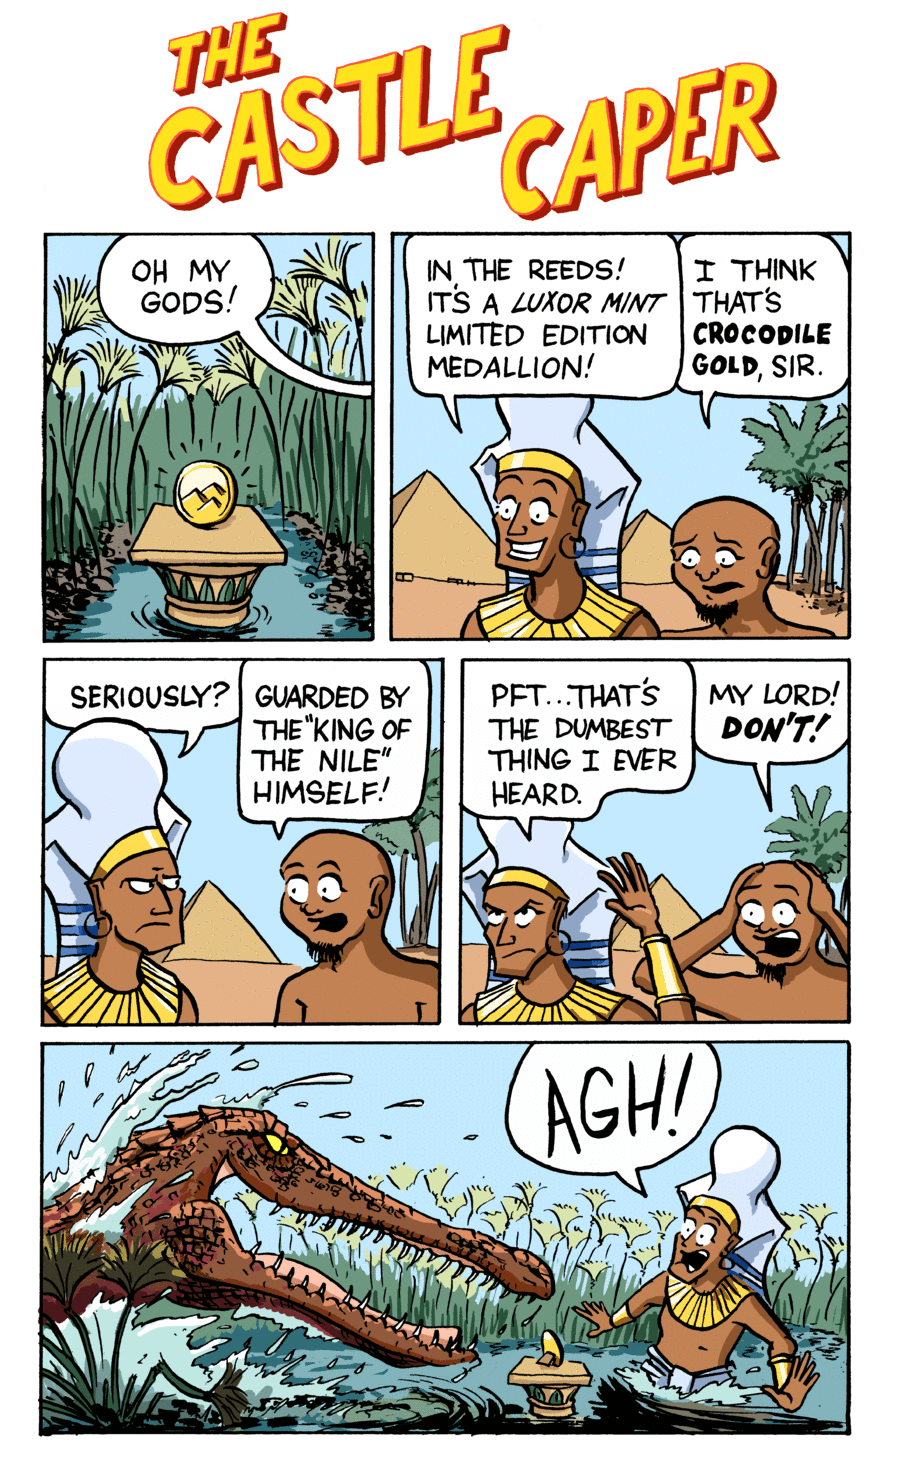 THE
CASTLE
CAPER
OH MY
GODS!
IN THE REEDS!
IT'S A LUXOR MINT
LIMITED EDITION
MEDALLION!
I THINK
THAT'S
CROCODILE
GOLD, SIR.
SERIOUSLY?
GUARDED BY
THE "KING OF
THE NILE"
HIMSELF!
PFT...THAT'S
THE DUMBEST
THING I EVER
HEARD.
MY LORD!
DON'T!
AGH!